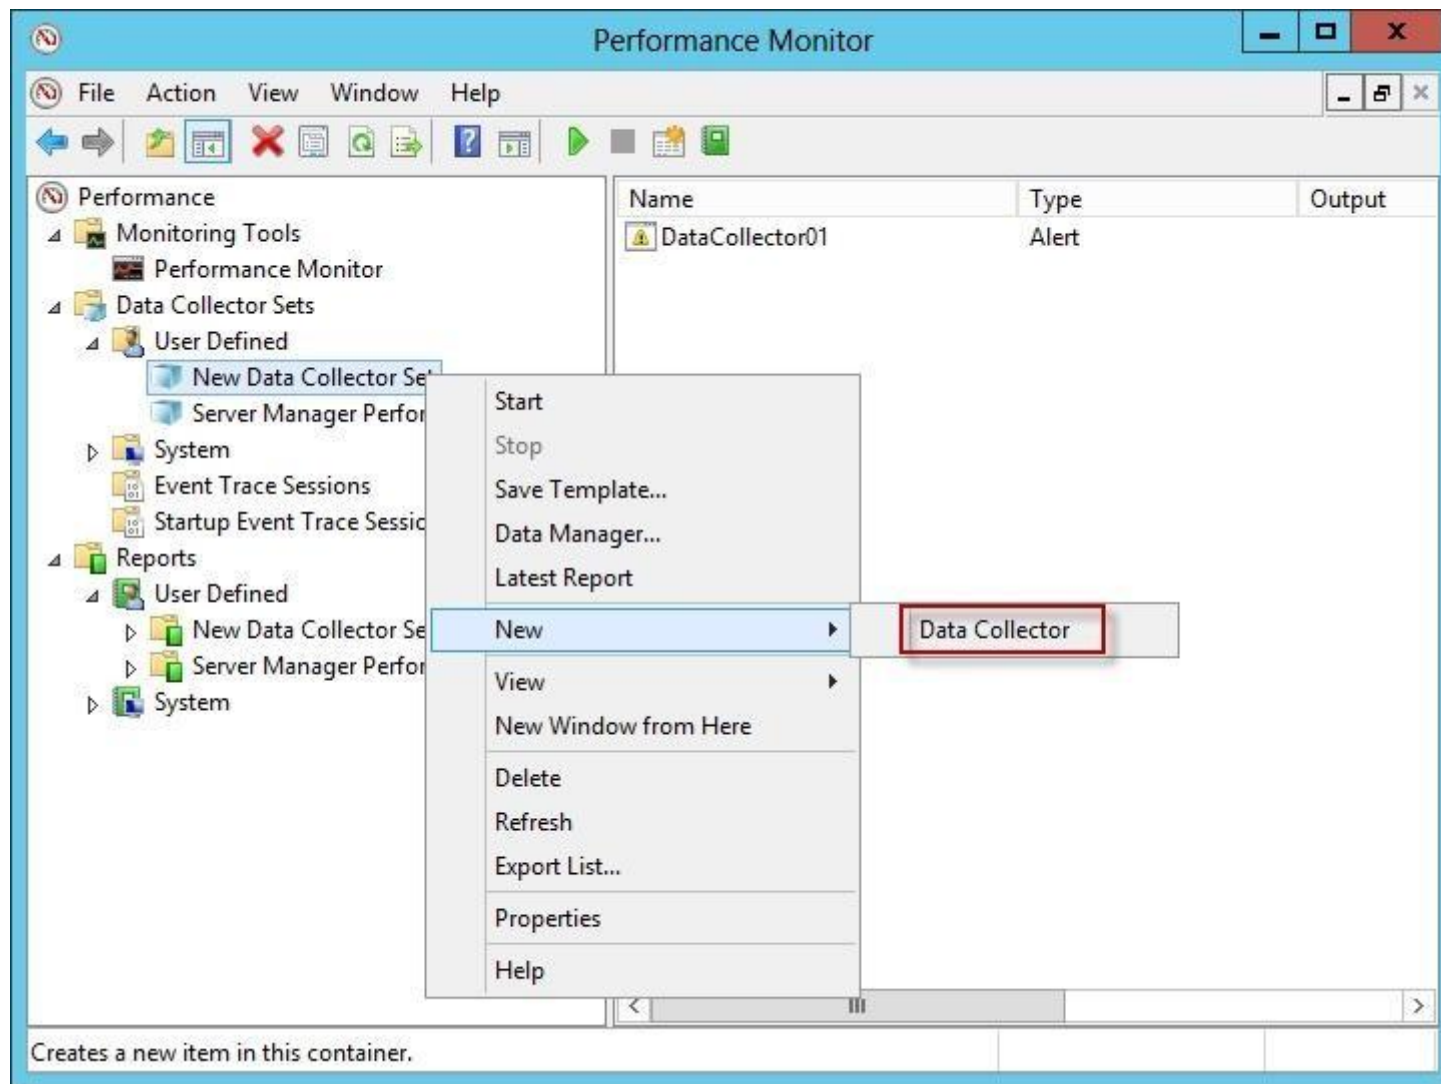 Performance Monitor
File Action View Window Help
Performance
Monitoring Tools
Performance Monitor
Data Collector Sets
User Defined
New Data Collector Set
Server Manager Perfor
System
Event Trace Sessions
Startup Event Trace Sessic
Reports
User Defined
New Data Collector Se
Server Manager Perfor
System
Name Type Output
DataCollector01 Alert
Start
Stop
Save Template...
Data Manager...
Latest Report
New
Data Collector
View
New Window from Here
Delete
Refresh
Export List...
Properties
Help
Creates a new item in this container.